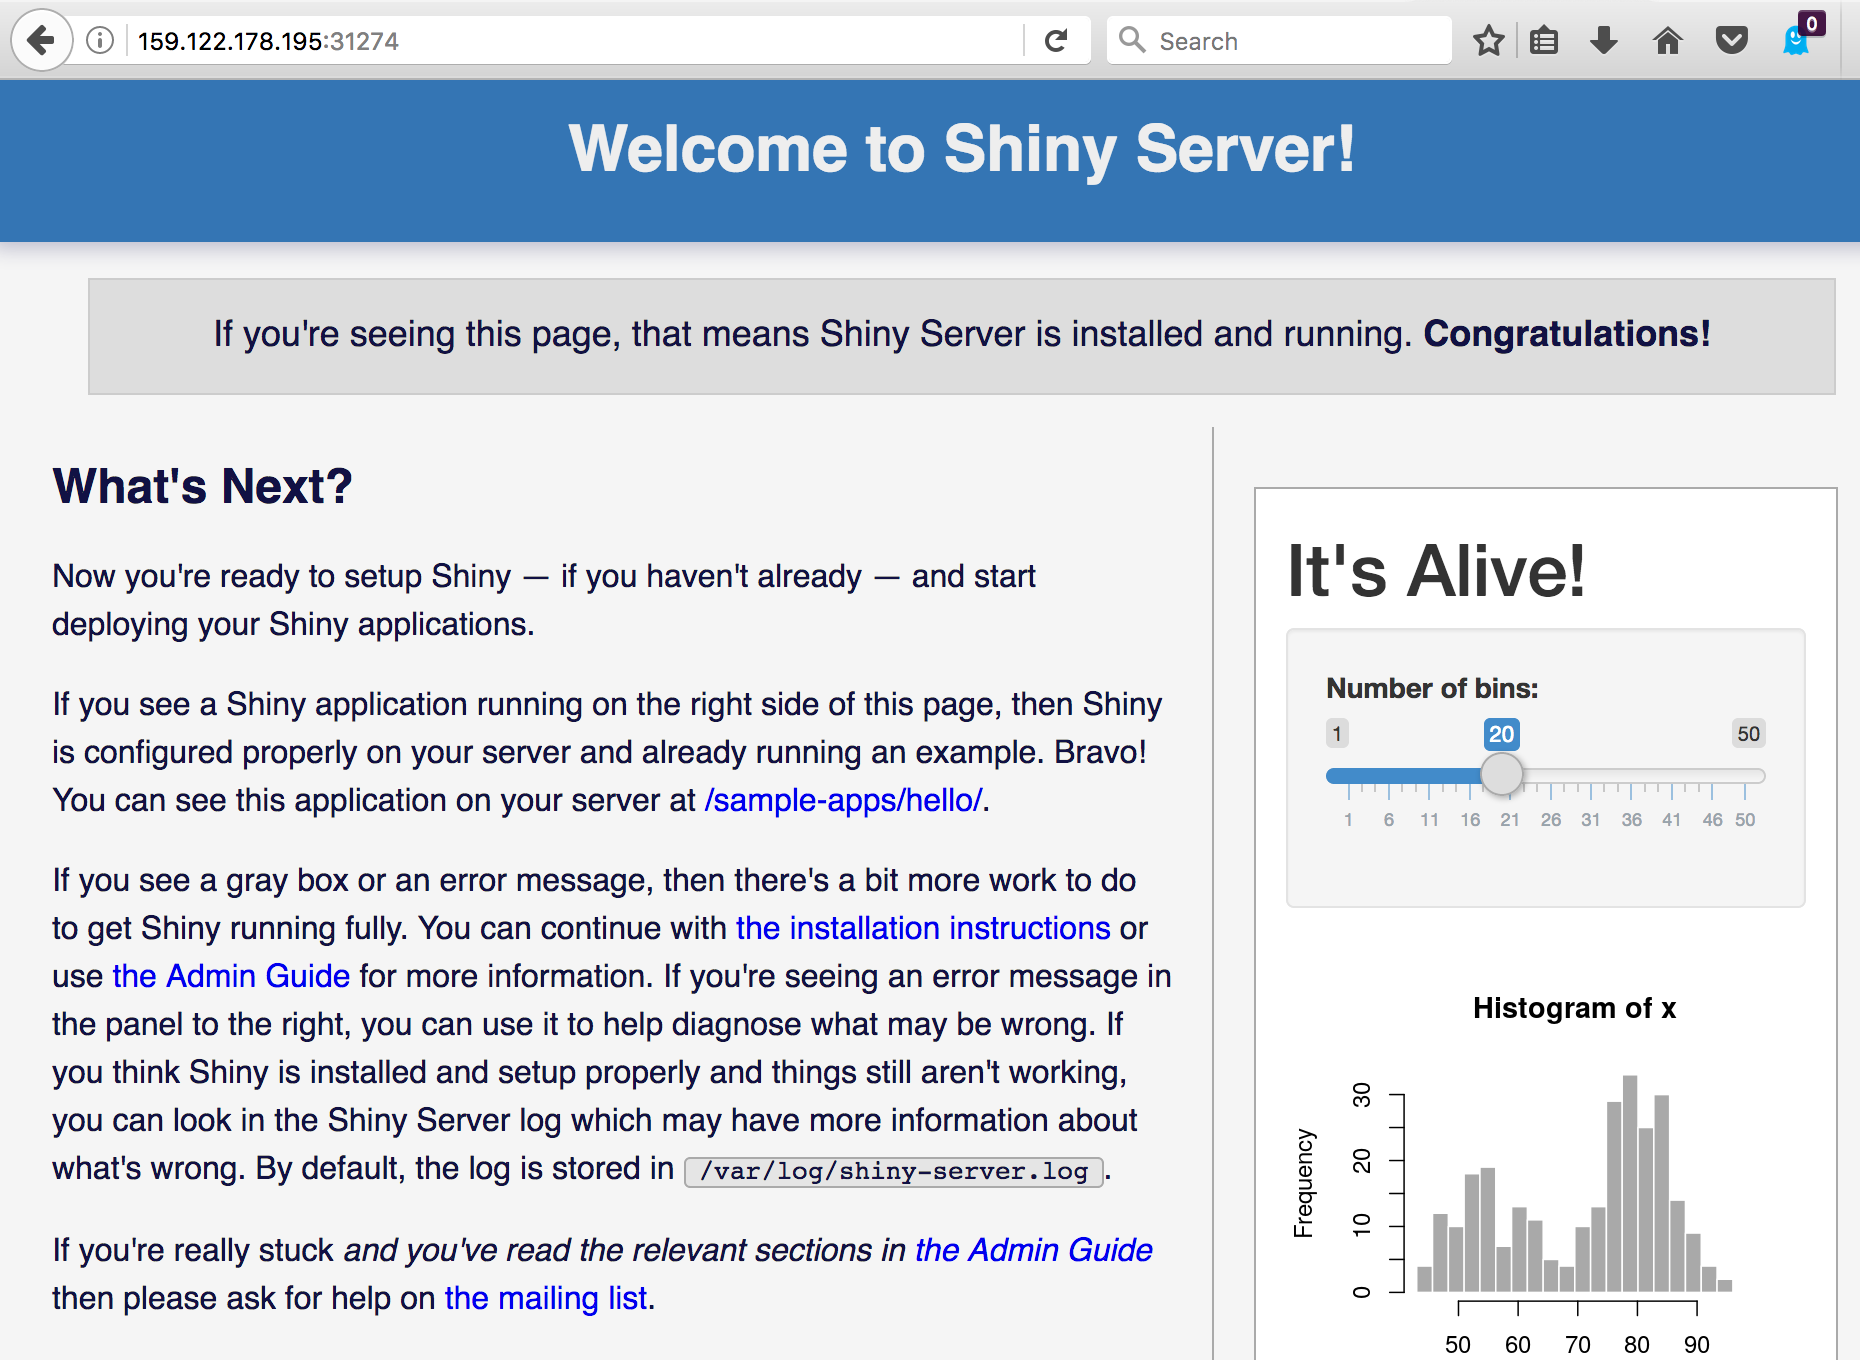 159.122.178.195:31274
Search
0
Welcome to Shiny Server!
If you're seeing this page, that means Shiny Server is installed and running. Congratulations!
What's Next?
Now you're ready to setup Shiny — if you haven't already — and start
deploying your Shiny applications.
If you see a Shiny application running on the right side of this page, then Shiny
is configured properly on your server and already running an example. Bravo!
You can see this application on your server at /sample-apps/hello/.
If you see a gray box or an error message, then there's a bit more work to do
to get Shiny running fully. You can continue with the installation instructions or
use the Admin Guide for more information. If you're seeing an error message in
the panel to the right, you can use it to help diagnose what may be wrong. If
you think Shiny is installed and setup properly and things still aren't working,
you can look in the Shiny Server log which may have more information about
what's wrong. By default, the log is stored in /var/log/shiny-server.log.
If you're really stuck and you've read the relevant sections in the Admin Guide
then please ask for help on the mailing list.
It's Alive!
Number of bins:
1 20 50
1 6 11 16 21 26 31 36 41 46 50
Histogram of x
Frequency
30
20
10
0
50 60 70 80 90